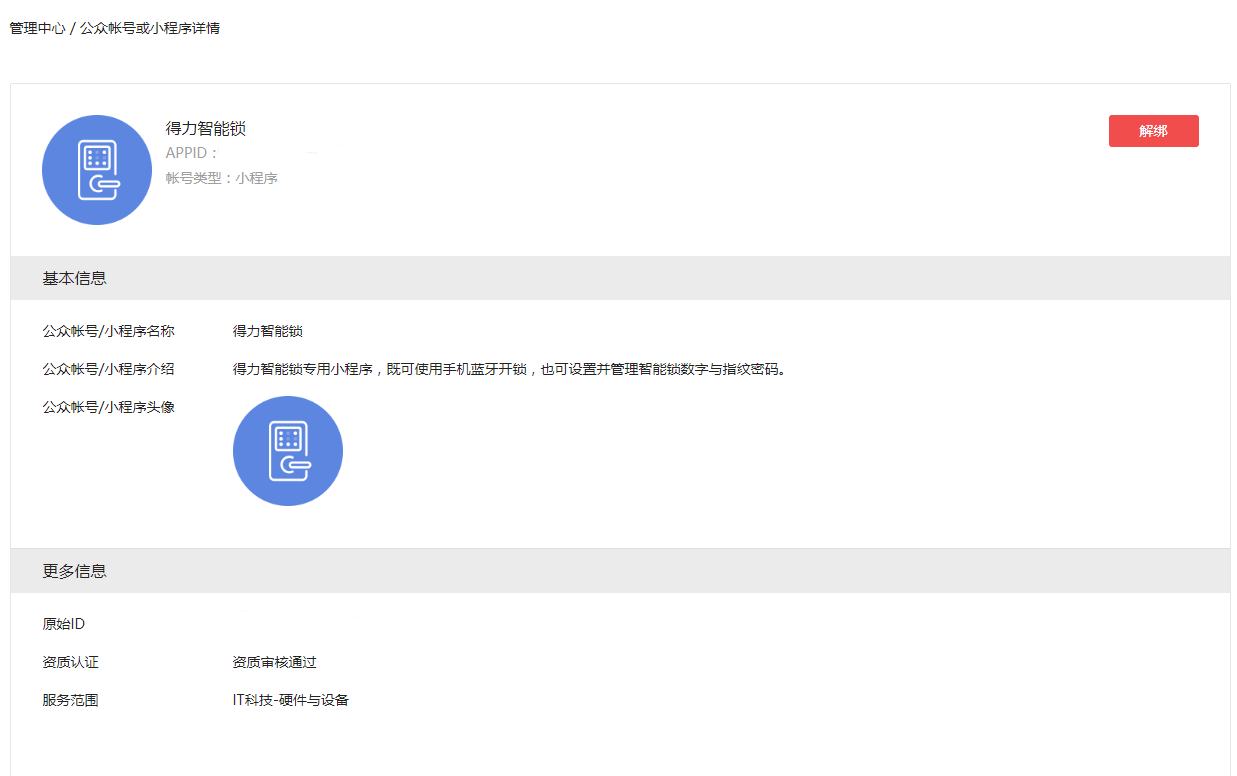 管理中心 / 公众帐号或小程序详情
得力智能锁
解绑
APPID：
帐号类型：小程序
基本信息
公众帐号/小程序名称 得力智能锁
公众帐号/小程序介绍 得力智能锁专用小程序，既可使用手机蓝牙开锁，也可设置并管理智能锁数字与指纹密码。
公众帐号/小程序头像
更多信息
原始ID
资质认证 资质审核通过
服务范围 IT科技-硬件与设备